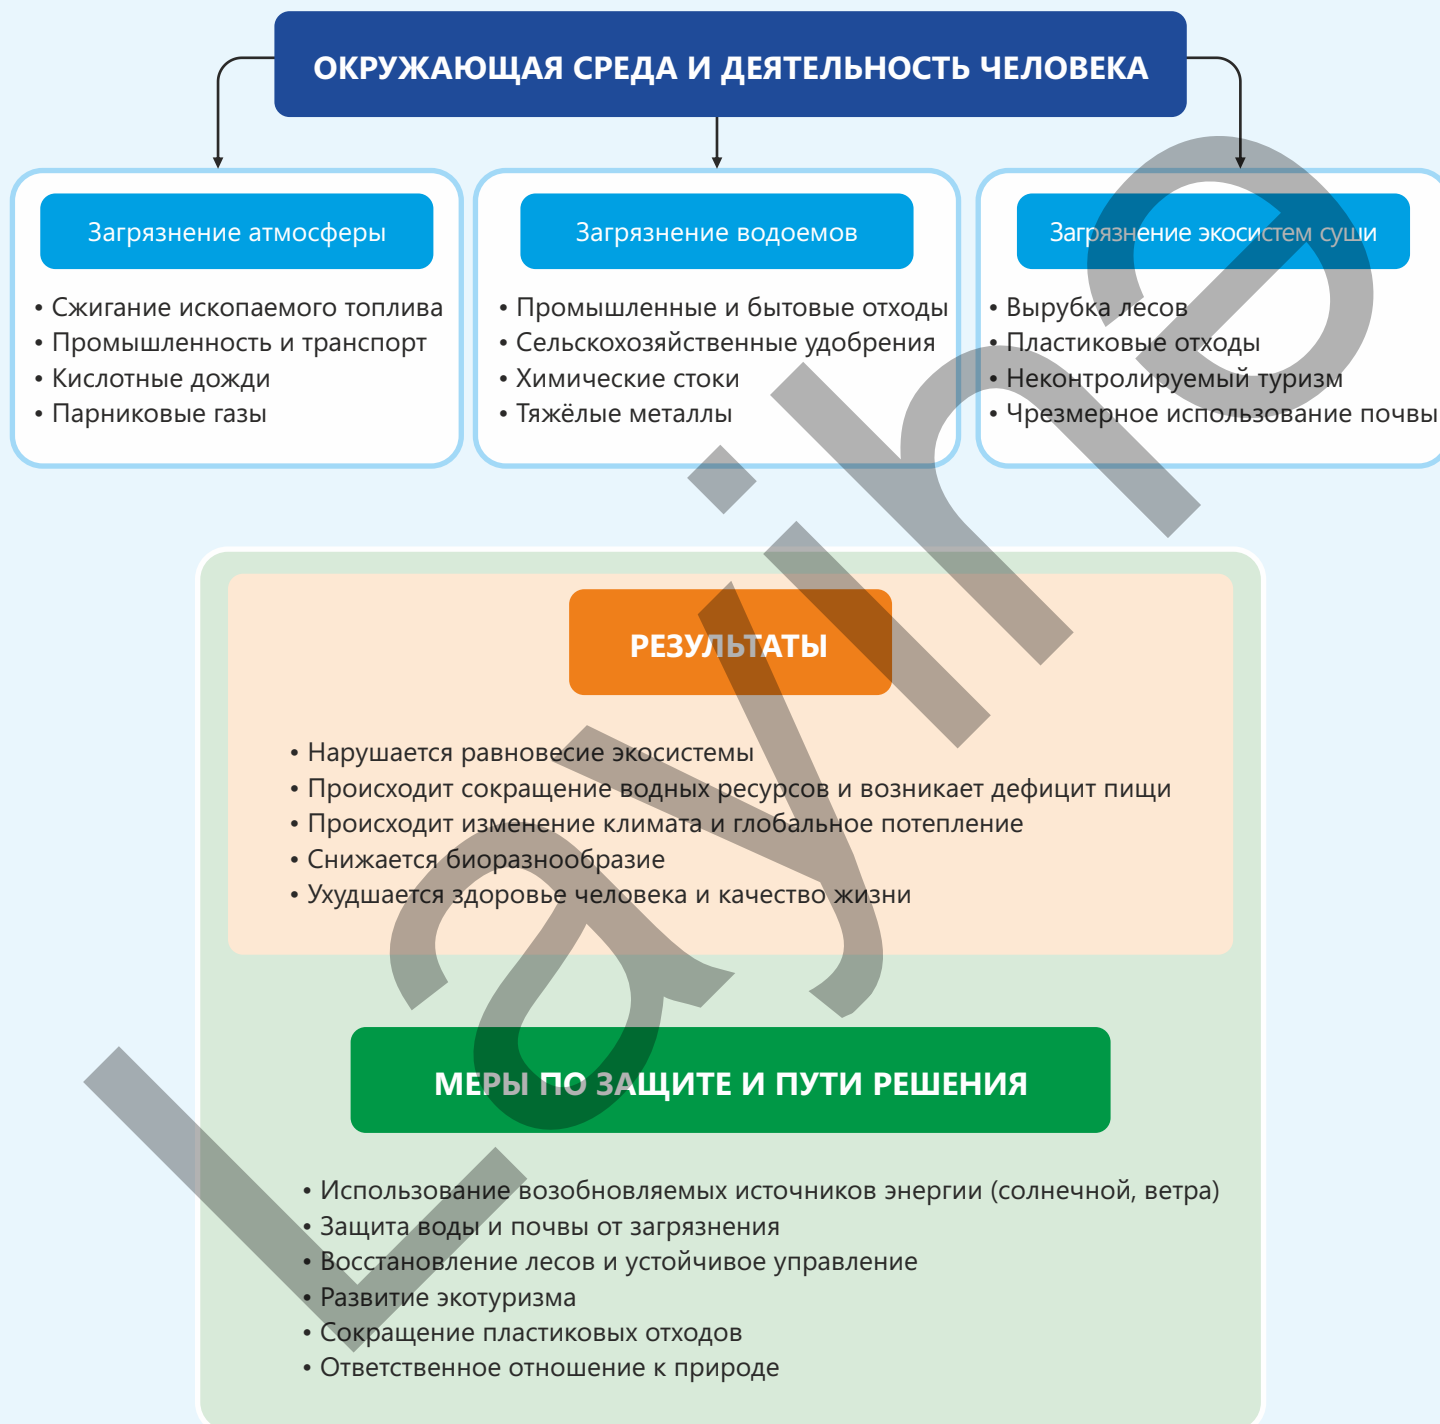 ОКРУЖАЮЩАЯ СРЕДА И ДЕЯТЕЛЬНОСТЬ ЧЕЛОВЕКА
Загрязнение атмосферы
• Сжигание ископаемого топлива
• Промышленность и транспорт
• Кислотные дожди
• Парниковые газы
Загрязнение водоемов
• Промышленные и бытовые отходы
• Сельскохозяйственные удобрения
• Химические стоки
• Тяжёлые металлы
Загрязнение экосистем суши
• Вырубка лесов
• Пластиковые отходы
• Неконтролируемый туризм
• Чрезмерное использование почвы
РЕЗУЛЬТАТЫ
• Нарушается равновесие экосистемы
• Происходит сокращение водных ресурсов и возникает дефицит пищи
• Происходит изменение климата и глобальное потепление
• Снижается биоразнообразие
• Ухудшается здоровье человека и качество жизни
МЕРЫ ПО ЗАЩИТЕ И ПУТИ РЕШЕНИЯ
• Использование возобновляемых источников энергии (солнечной, ветра)
• Защита воды и почвы от загрязнения
• Восстановление лесов и устойчивое управление
• Развитие экотуризма
• Сокращение пластиковых отходов
• Ответственное отношение к природе
Layihe